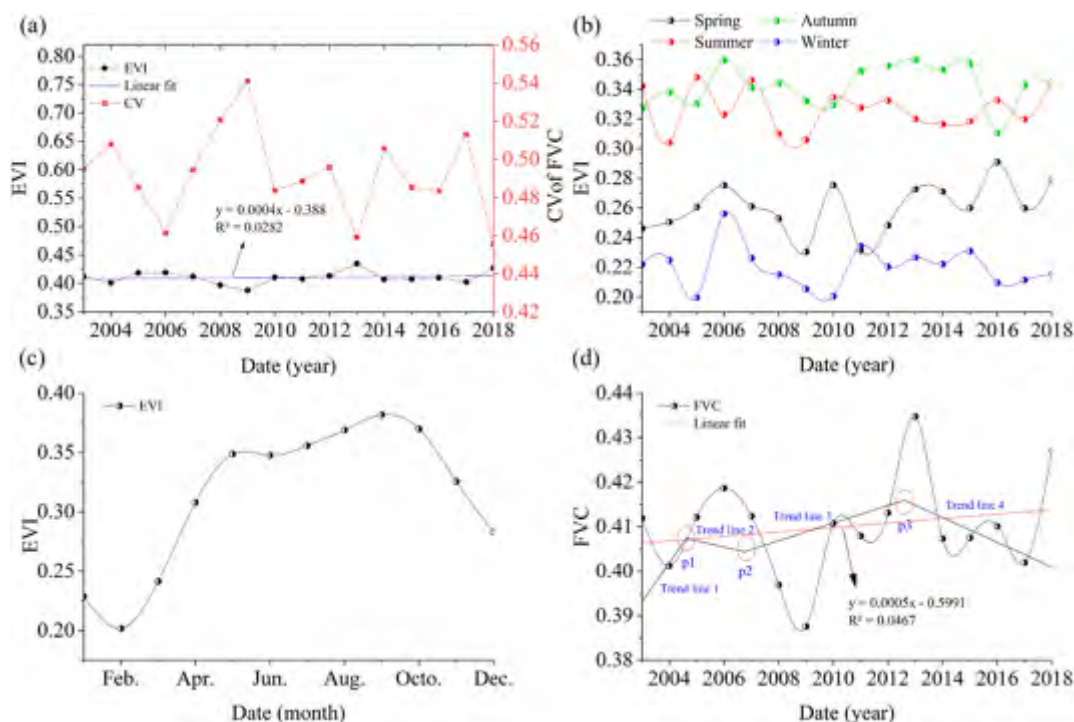 (a)
EVI
Linear fit
CV
0.80
0.75
0.70
0.65
0.60
0.55
0.50
0.45
0.40
0.35
EVI
0.56
0.54
0.52
0.50
0.48
0.46
0.44
0.42
CVof FVC
y = 0.0004x - 0.388
R² = 0.0282
2004 2006 2008 2010 2012 2014 2016 2018
Date (year)
(b)
Spring Autumn
Summer Winter
0.36
0.34
0.32
0.30
0.28
0.26
0.24
0.22
0.20
EVI
2004 2006 2008 2010 2012 2014 2016 2018
Date (year)
(c)
EVI
0.40
0.35
0.30
0.25
0.20
EVI
Feb. Apr. Jun. Aug. Octo. Dec.
Date (month)
(d)
FVC
Linear fit
0.44
0.43
0.42
0.41
0.40
0.39
0.38
FVC
Trend line 1
Trend line 2
Trend line 3
Trend line 4
p1
p2
p3
y = 0.0005x - 0.5991
R² = 0.0467
2004 2006 2008 2010 2012 2014 2016 2018
Date (year)